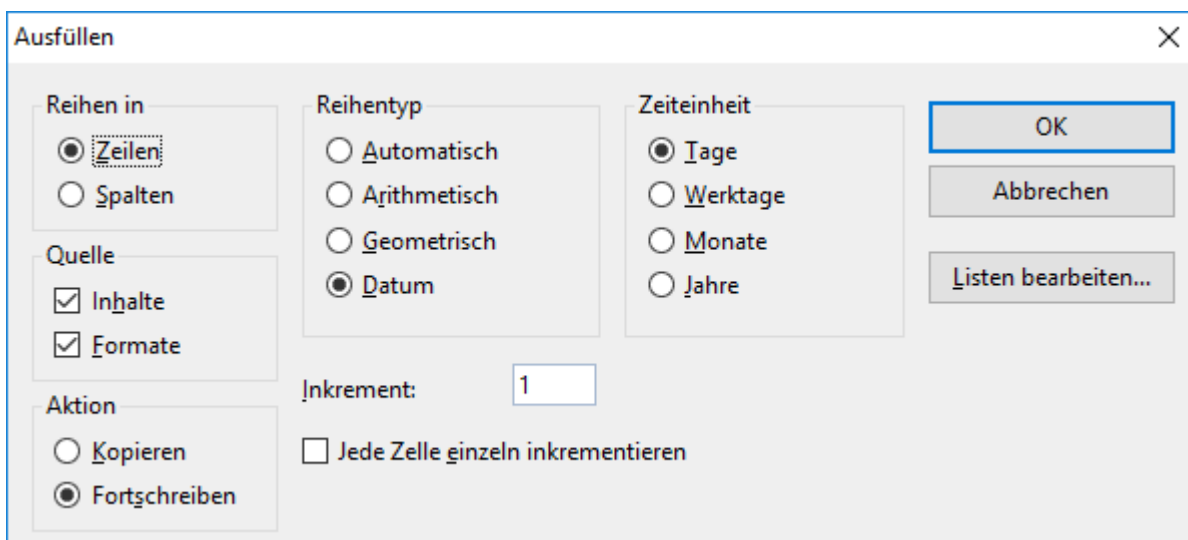 Ausfüllen
Reihen in
Zeilen
Spalten
Quelle
Inhalte
Formate
Aktion
Kopieren
Fortschreiben
Reihentyp
Automatisch
Arithmetisch
Geometrisch
Datum
Zeiteinheit
Tage
Werktage
Monate
Jahre
Inkrement: 1
Jede Zelle einzeln inkrementieren
OK
Abbrechen
Listen bearbeiten...